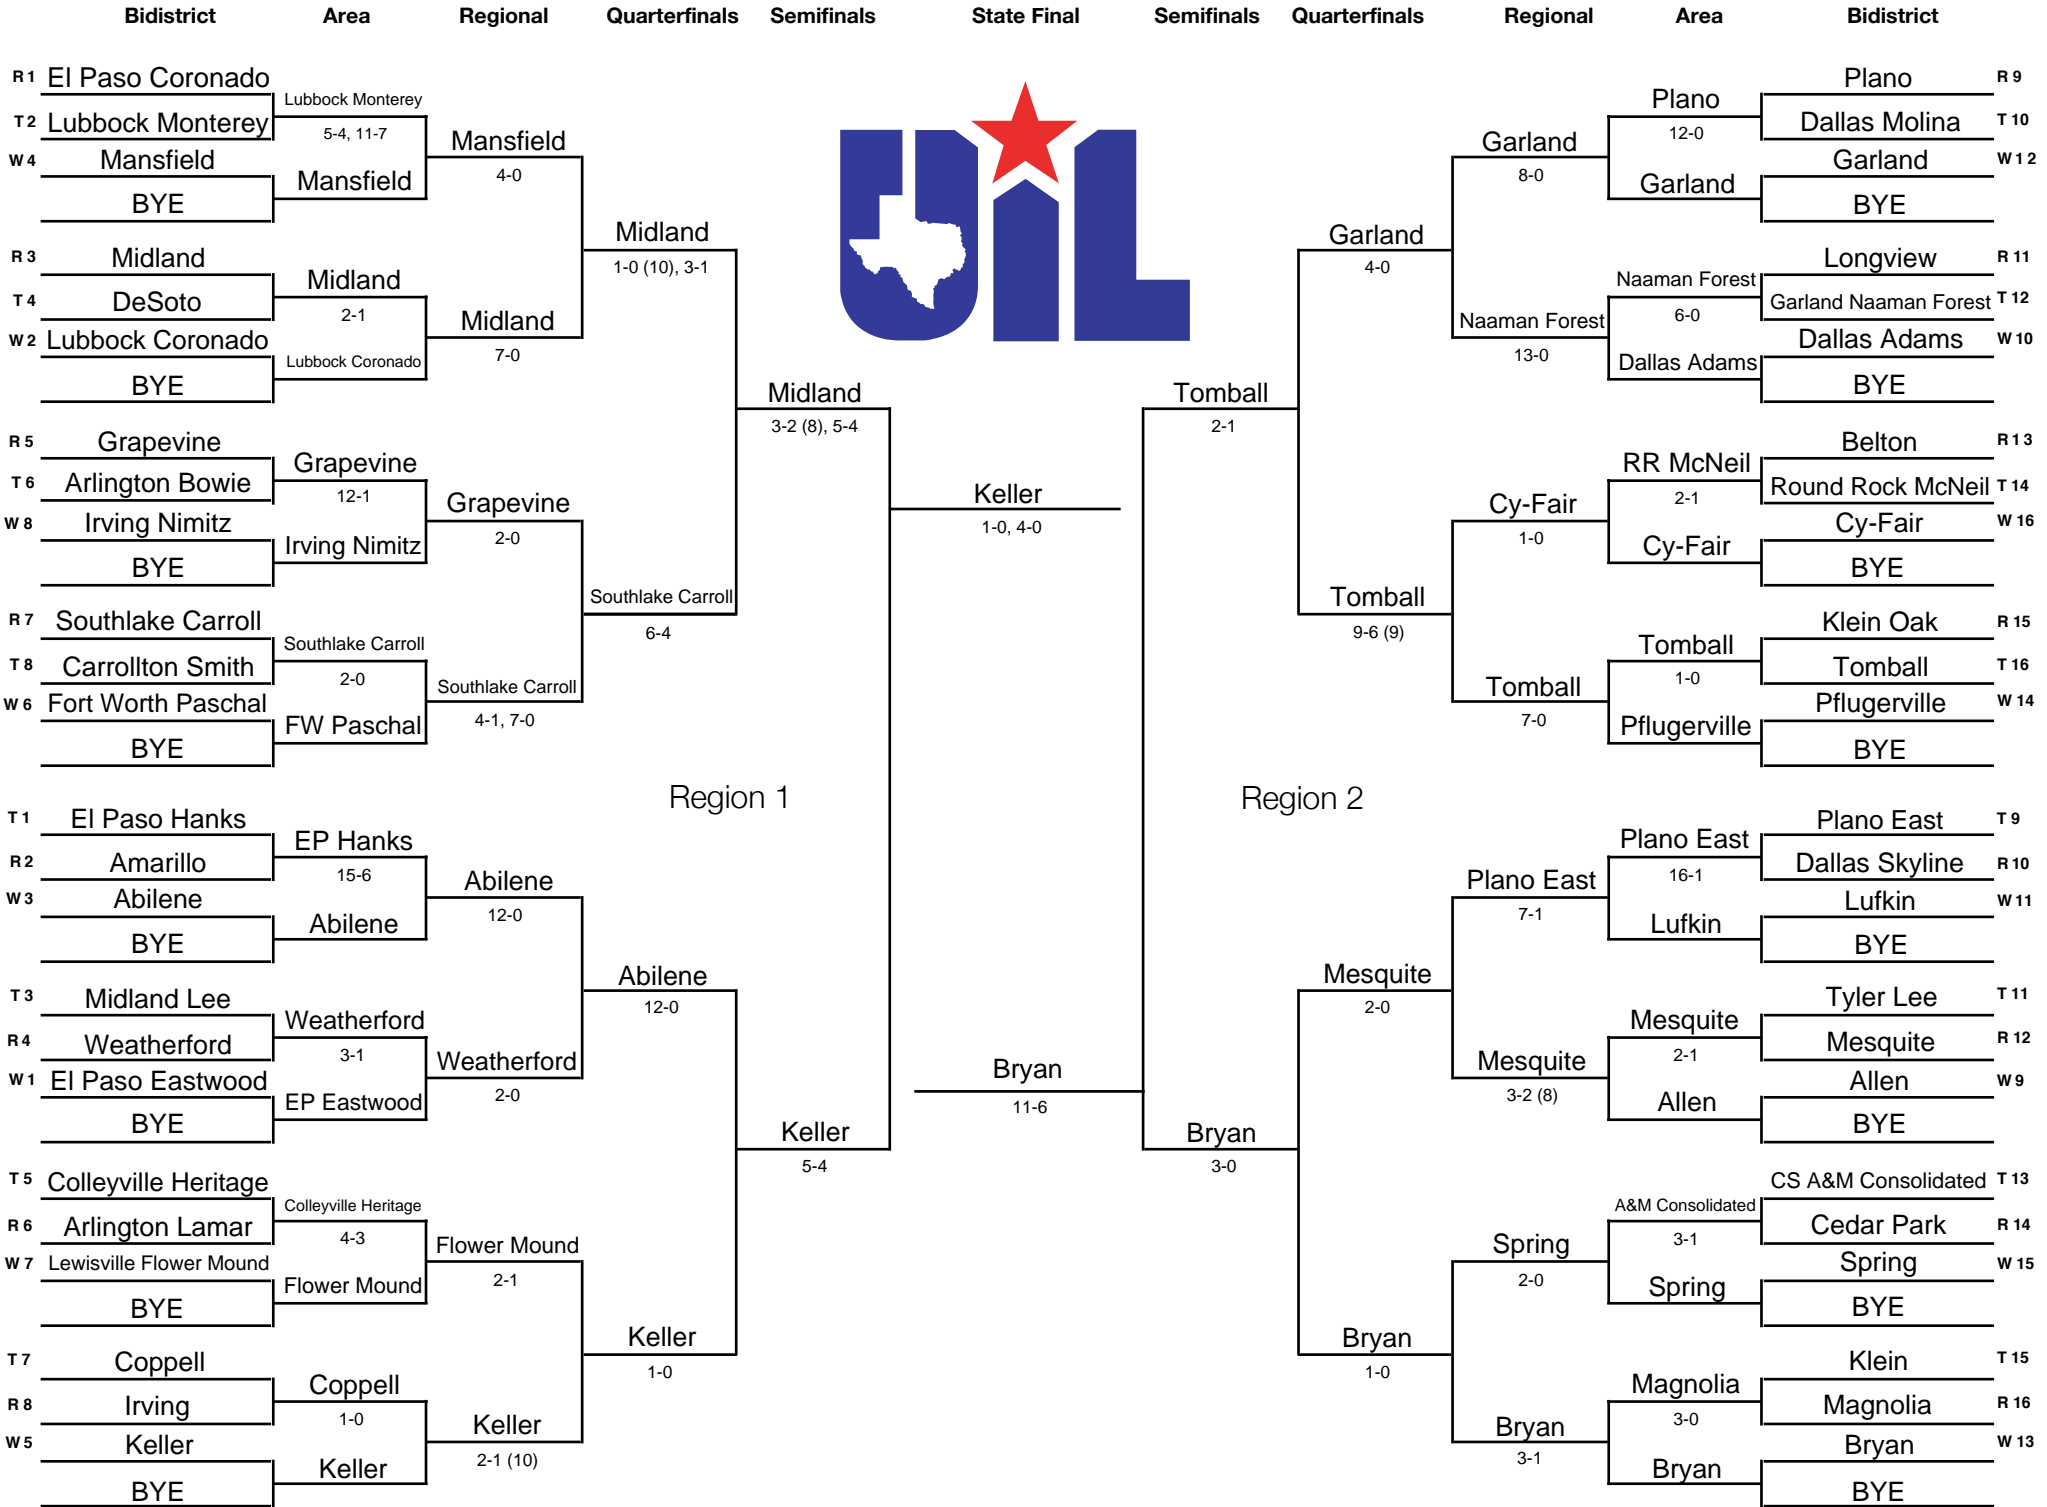 Bidistrict Area Regional Quarterfinals Semifinals State Final Semifinals Quarterfinals Regional Area Bidistrict
R 1 El Paso Coronado
T 2 Lubbock Monterey
W 4 Mansfield
BYE
R 3 Midland
T 4 DeSoto
W 2 Lubbock Coronado
BYE
R 5 Grapevine
T 6 Arlington Bowie
W 8 Irving Nimitz
BYE
R 7 Southlake Carroll
T 8 Carrollton Smith
W 6 Fort Worth Paschal
BYE
T 1 El Paso Hanks
R 2 Amarillo
W 3 Abilene
BYE
T 3 Midland Lee
R 4 Weatherford
W 1 El Paso Eastwood
BYE
T 5 Colleyville Heritage
R 6 Arlington Lamar
W 7 Lewisville Flower Mound
BYE
T 7 Coppell
R 8 Irving
W 5 Keller
BYE
Lubbock Monterey
5-4, 11-7
Mansfield
Midland
2-1
Lubbock Coronado
Grapevine
12-1
Irving Nimitz
Southlake Carroll
2-0
FW Paschal
EP Hanks
15-6
Abilene
Weatherford
3-1
EP Eastwood
Colleyville Heritage
4-3
Flower Mound
Coppell
1-0
Keller
Mansfield
4-0
Midland
7-0
Grapevine
2-0
Southlake Carroll
4-1, 7-0
Abilene
12-0
Weatherford
2-0
Flower Mound
2-1
Keller
2-1 (10)
Midland
1-0 (10), 3-1
Southlake Carroll
6-4
Abilene
12-0
Keller
1-0
Region 1
Midland
3-2 (8), 5-4
Keller
5-4
UIL
Keller
1-0, 4-0
Bryan
11-6
Tomball
2-1
Bryan
3-0
Region 2
Garland
4-0
Tomball
9-6 (9)
Mesquite
2-0
Bryan
1-0
Garland
8-0
Naaman Forest
13-0
Cy-Fair
1-0
Tomball
7-0
Plano East
7-1
Mesquite
3-2 (8)
Spring
2-0
Bryan
3-1
Plano
12-0
Garland
Naaman Forest
6-0
Dallas Adams
RR McNeil
2-1
Cy-Fair
Tomball
1-0
Pflugerville
Plano East
16-1
Lufkin
Mesquite
2-1
Allen
A&M Consolidated
3-1
Spring
Magnolia
3-0
Bryan
Plano R 9
Dallas Molina T 10
Garland W 1 2
BYE
Longview R 11
Garland Naaman Forest T 12
Dallas Adams W 10
BYE
Belton R 1 3
Round Rock McNeil T 14
Cy-Fair W 16
BYE
Klein Oak R 15
Tomball T 16
Pflugerville W 14
BYE
Plano East T 9
Dallas Skyline R 10
Lufkin W 11
BYE
Tyler Lee T 11
Mesquite R 12
Allen W 9
BYE
CS A&M Consolidated T 13
Cedar Park R 14
Spring W 15
BYE
Klein T 15
Magnolia R 16
Bryan W 13
BYE